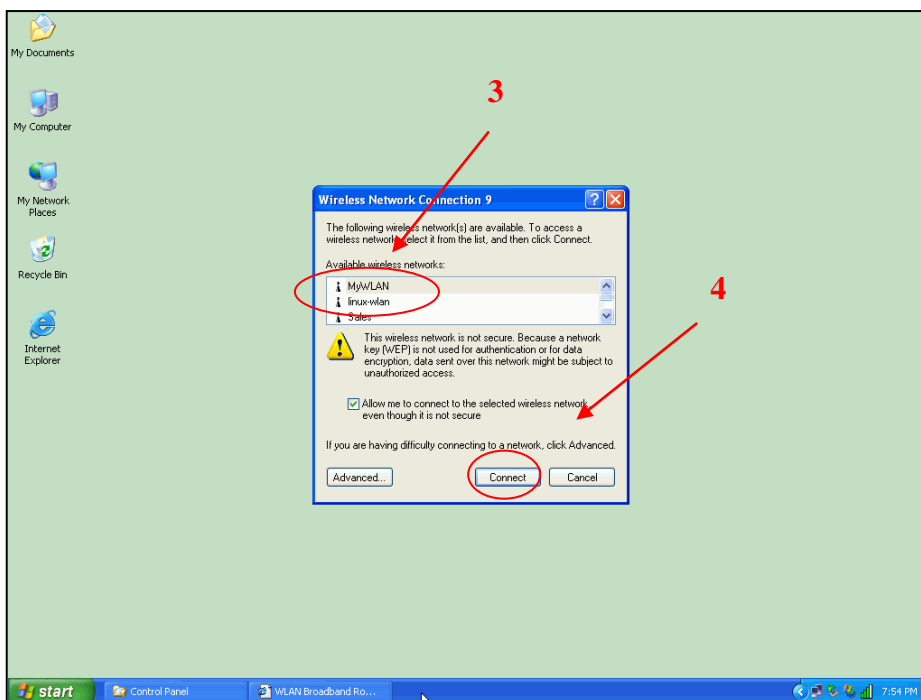 My Documents
3
My Computer
My Network
Places
Wireless Network Connection 9
The following wireless network(s) are available. To access a
wireless network, select it from the list, and then click Connect.
Recycle Bin
Available wireless networks:
MyWLAN
linux-wlan
Sales
4
Internet
Explorer
This wireless network is not secure. Because a network
key (WEP) is not used for authentication or for data
encryption, data sent over this network might be subject to
unauthorized access.
Allow me to connect to the selected wireless network,
even though it is not secure
If you are having difficulty connecting to a network, click Advanced.
Advanced...
Connect
Cancel
start
Control Panel
WLAN Broadband Ro...
7:54 PM